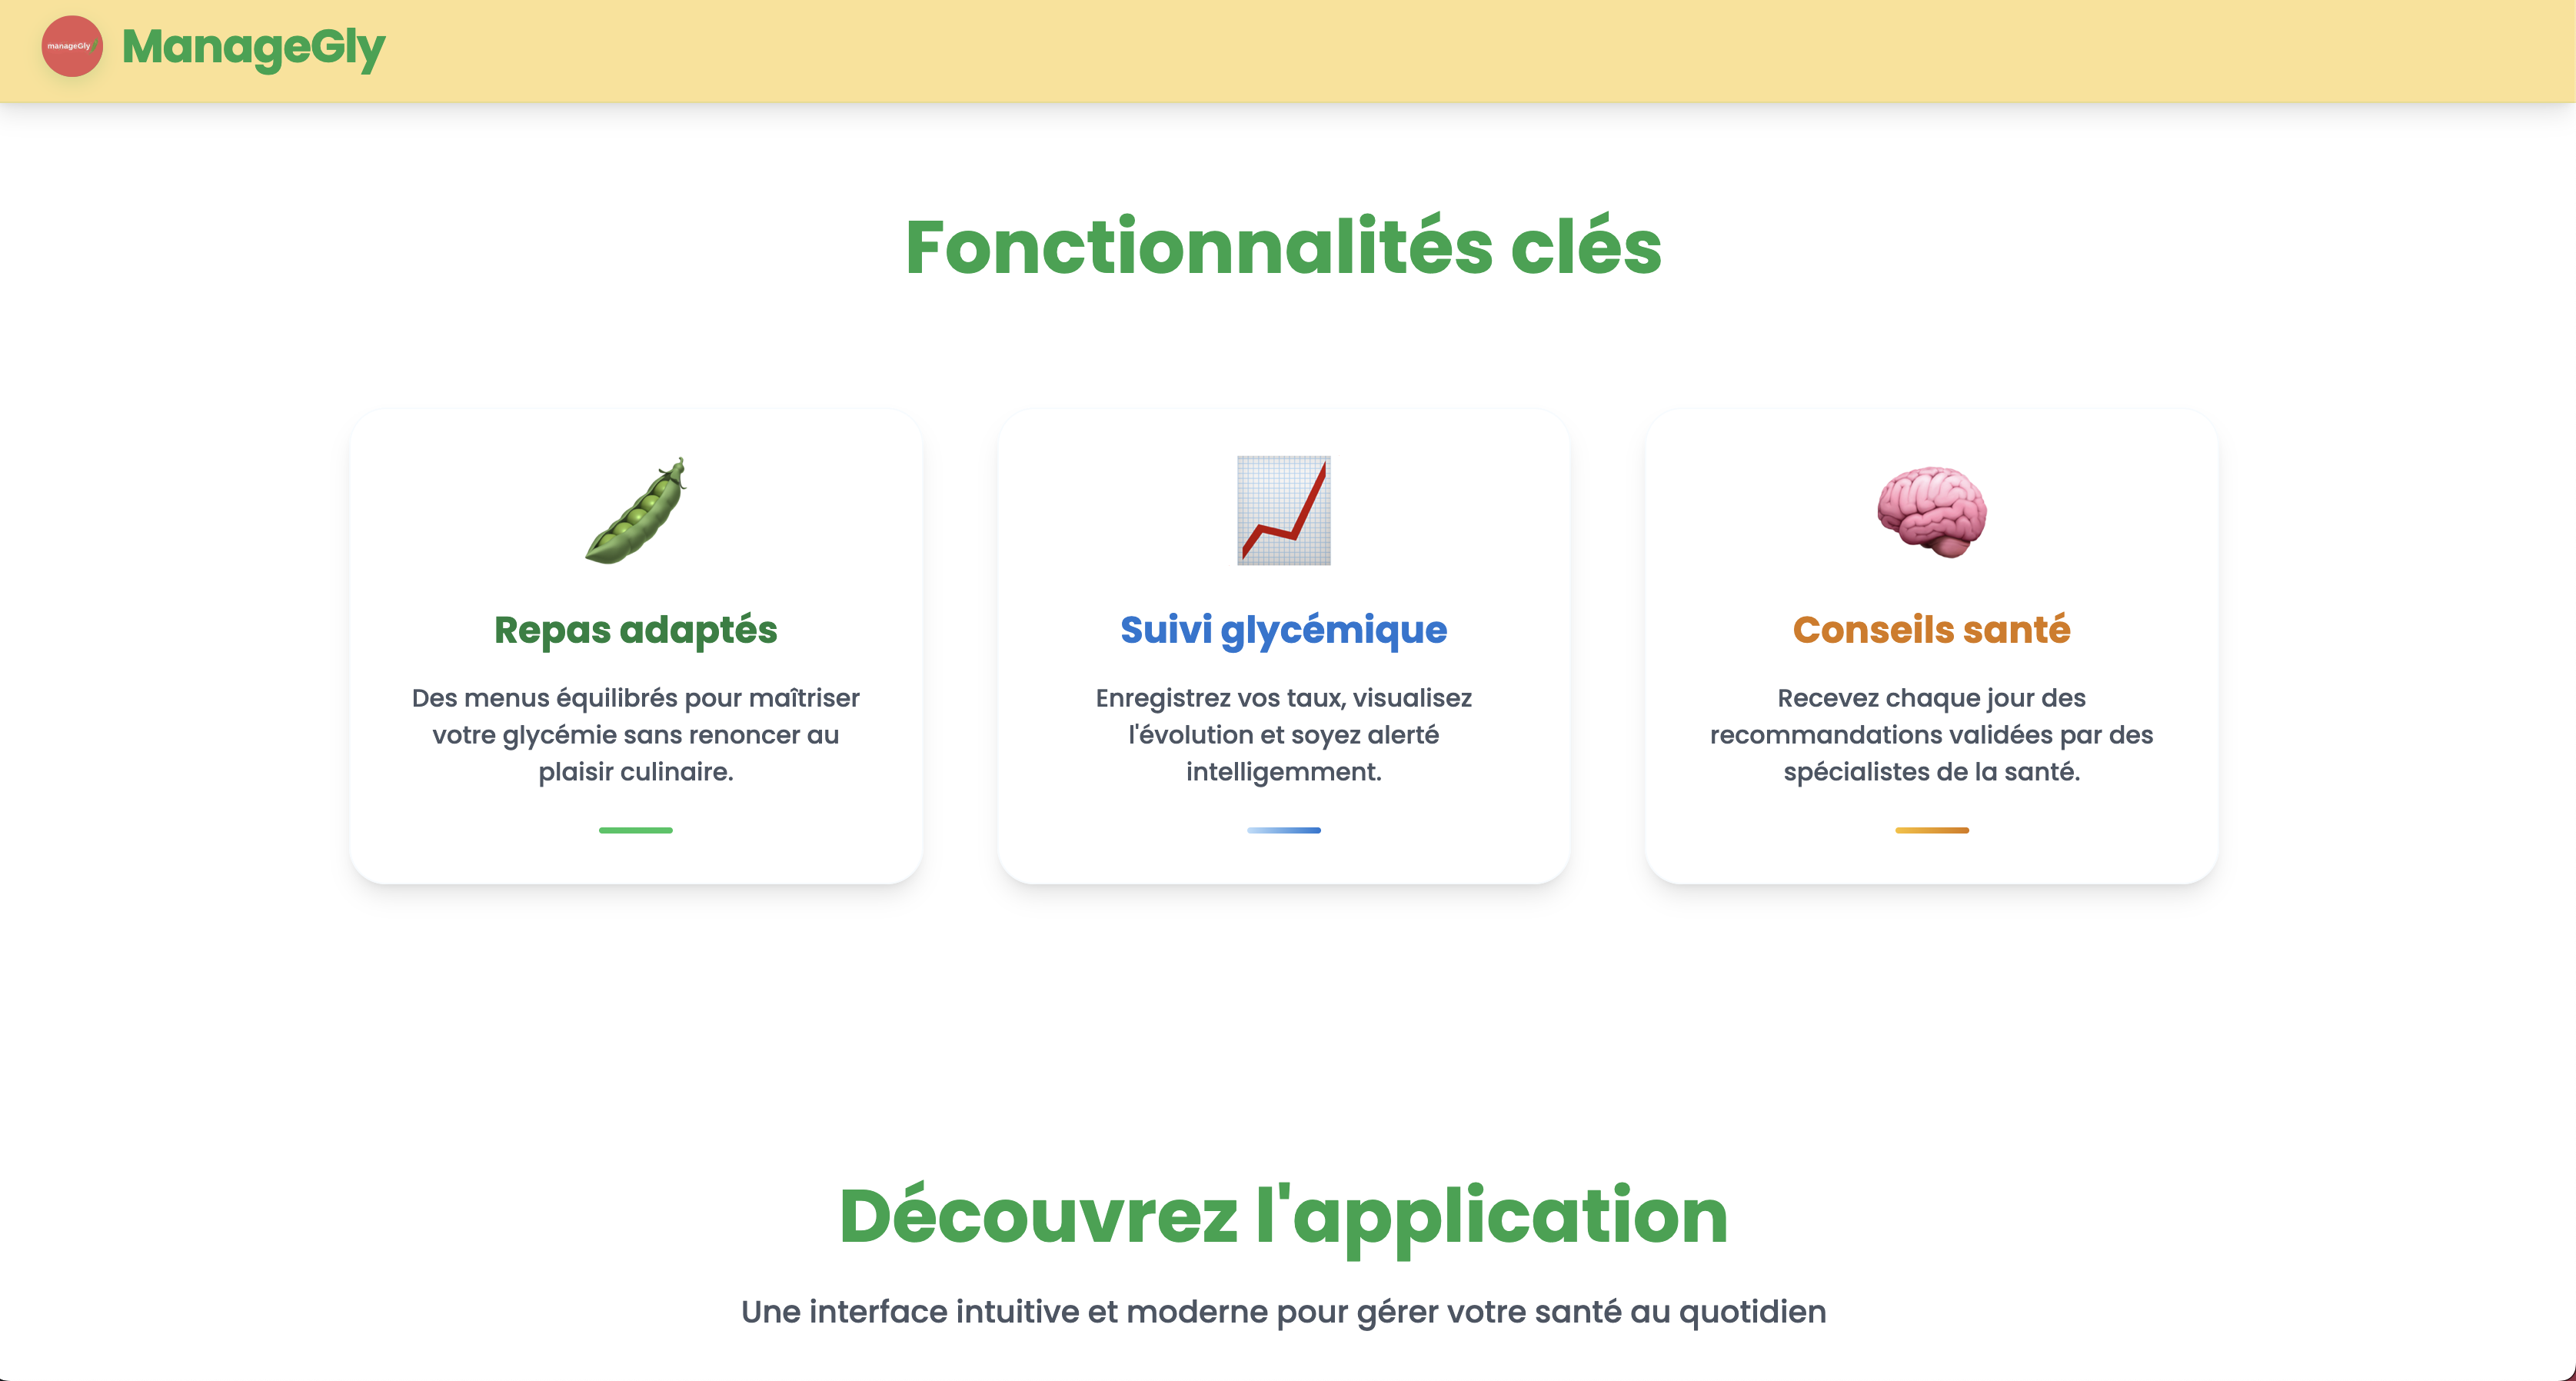 manageGly
ManageGly
Fonctionnalités clés
Repas adaptés
Des menus équilibrés pour maîtriser
votre glycémie sans renoncer au
plaisir culinaire.
Suivi glycémique
Enregistrez vos taux, visualisez
l'évolution et soyez alerté
intelligemment.
Conseils santé
Recevez chaque jour des
recommandations validées par des
spécialistes de la santé.
Découvrez l'application
Une interface intuitive et moderne pour gérer votre santé au quotidien